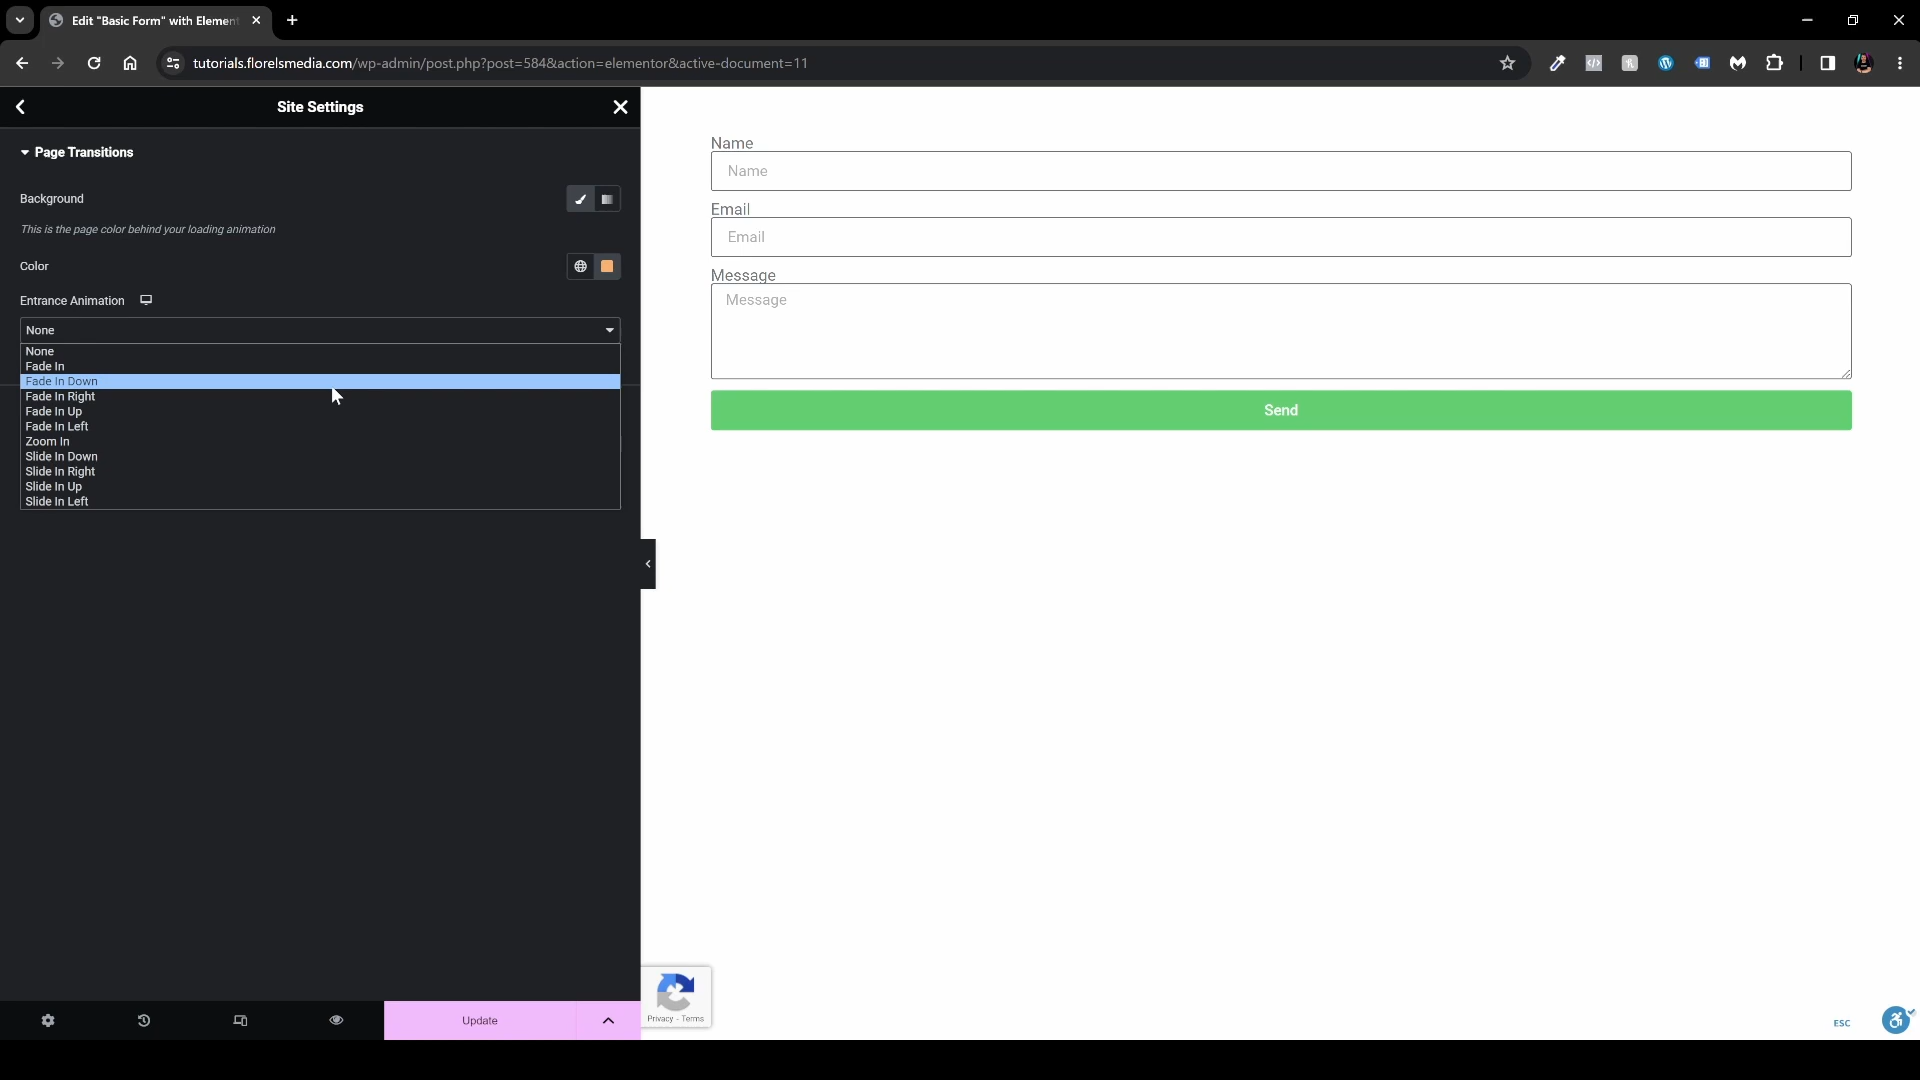 Edit "Basic Form" with Element
tutorials.florelsmedia.com/wp-admin/post.php?post=584&action=elementor&active-document=11
Site Settings
Page Transitions
Background
This is the page color behind your loading animation
Color
Entrance Animation
None
None
Fade In
Fade In Down
Fade In Right
Fade In Up
Fade In Left
Zoom In
Slide In Down
Slide In Right
Slide In Up
Slide In Left
Update
Name
Name
Email
Email
Message
Message
Send
Privacy - Terms
ESC